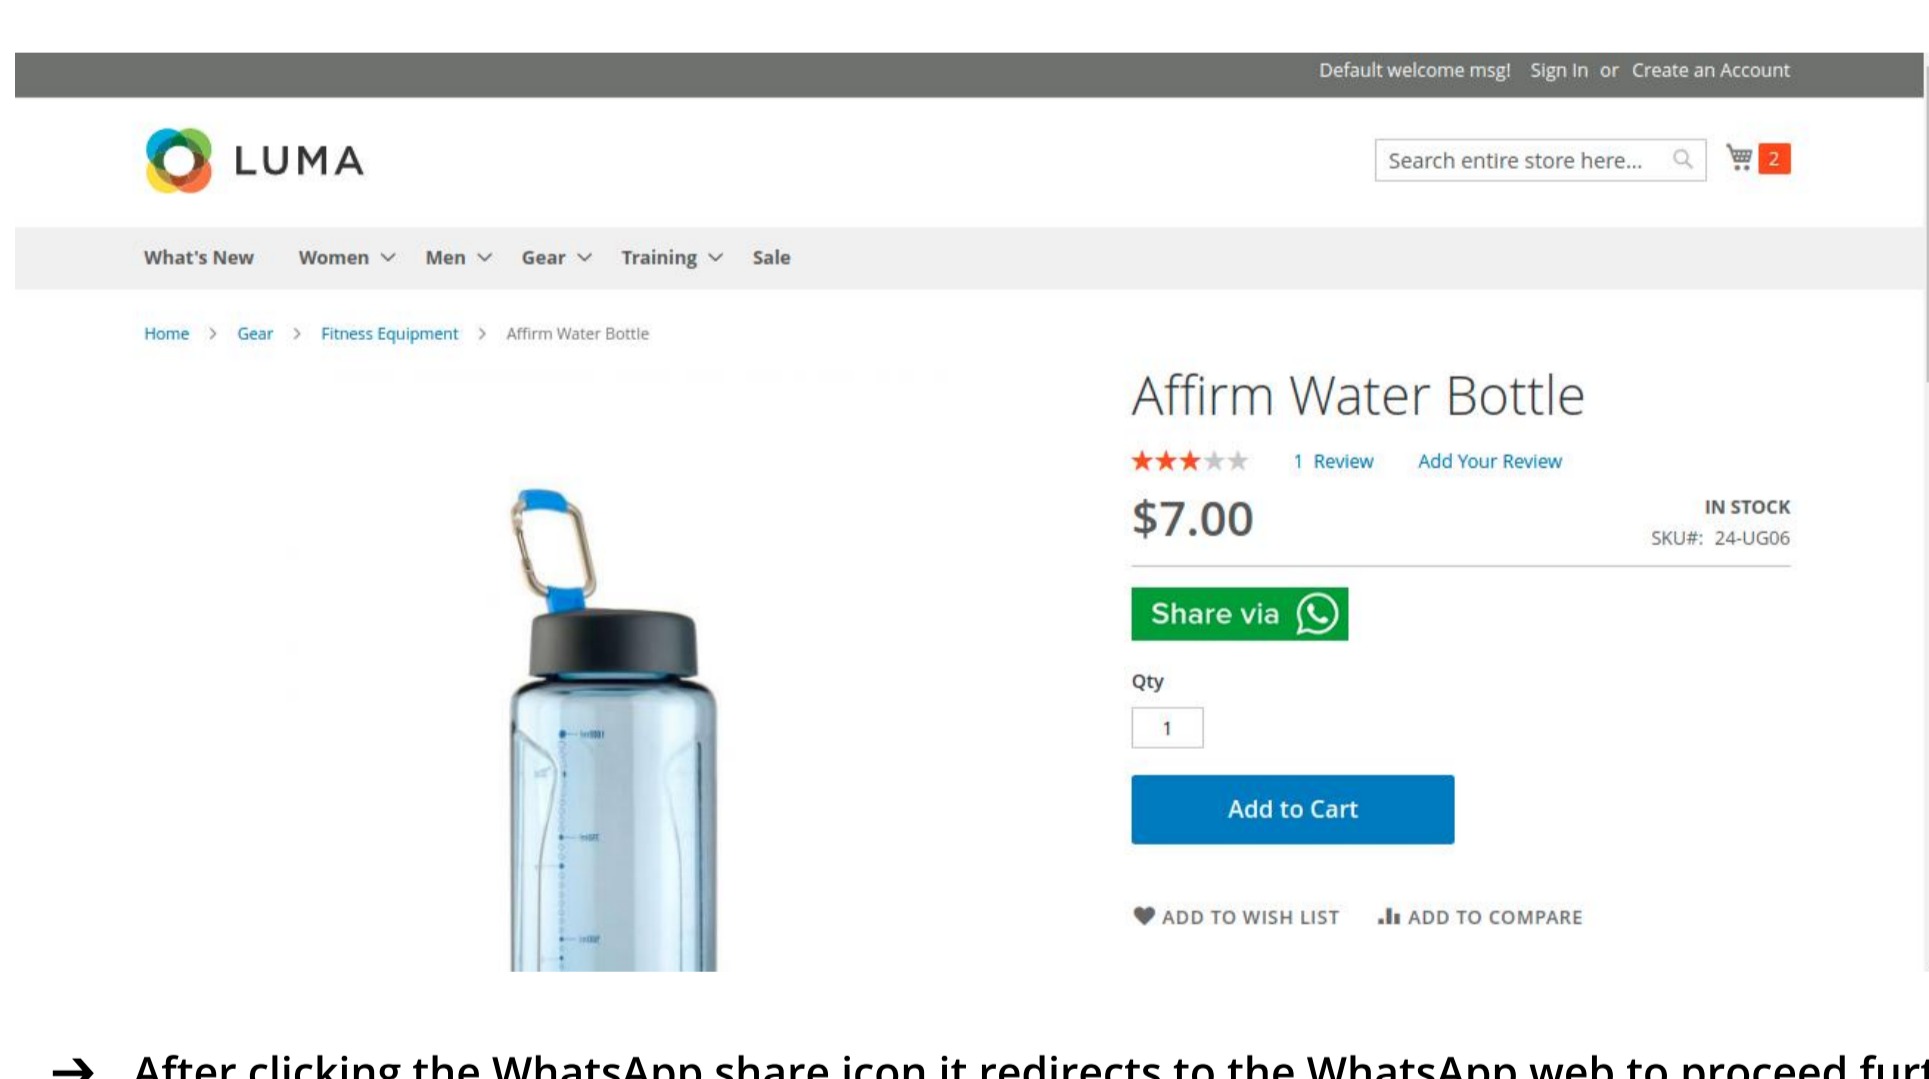 Default welcome msg! Sign In or Create an Account
LUMA
Search entire store here... 2
What's New Women Men Gear Training Sale
Home > Gear > Fitness Equipment > Affirm Water Bottle
Affirm Water Bottle
1 Review Add Your Review
$7.00
IN STOCK
SKU#: 24-UG06
Share via
Qty
1
Add to Cart
ADD TO WISH LIST ADD TO COMPARE
→ After clicking the WhatsApp share icon it redirects to the WhatsApp web to proceed